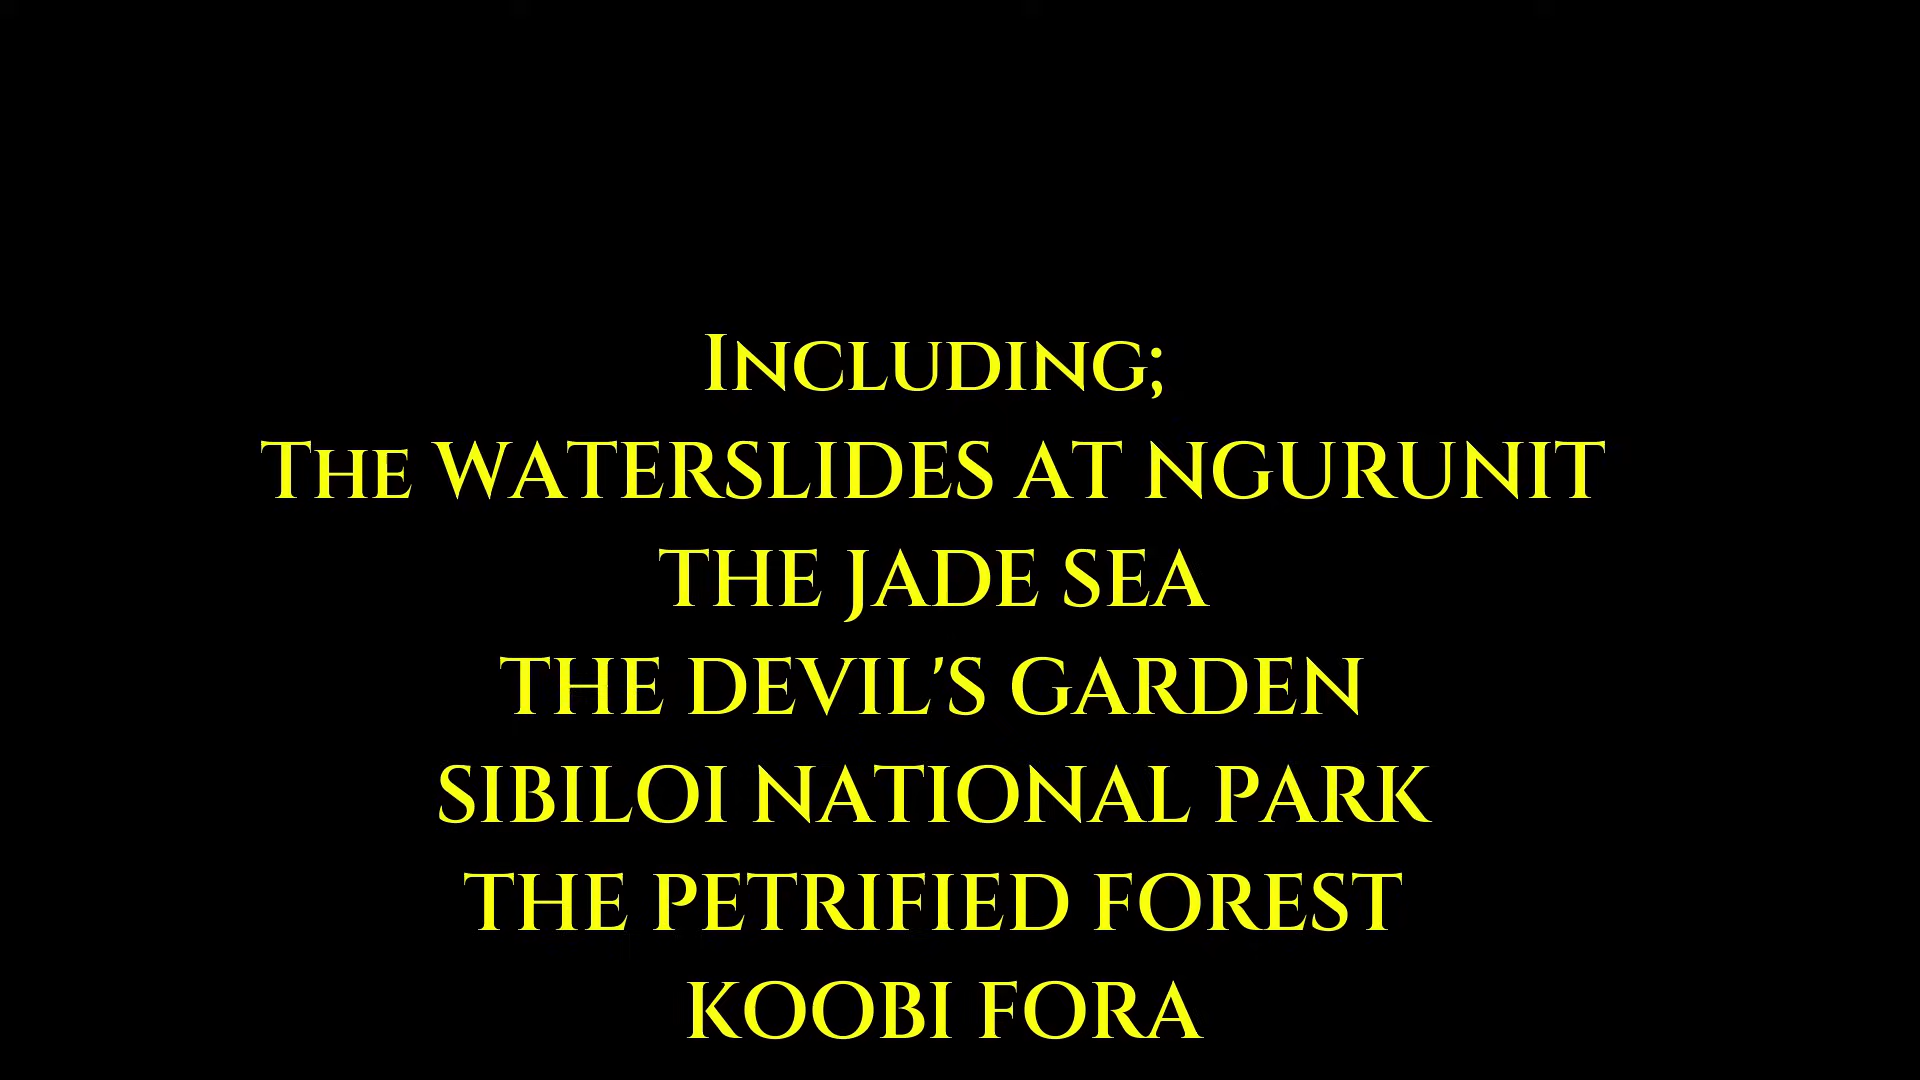 Including;
The WATERSLIDES AT NGURUNIT
THE JADE SEA
THE DEVIL'S GARDEN
SIBILOI NATIONAL PARK
THE PETRIFIED FOREST
KOOBI FORA